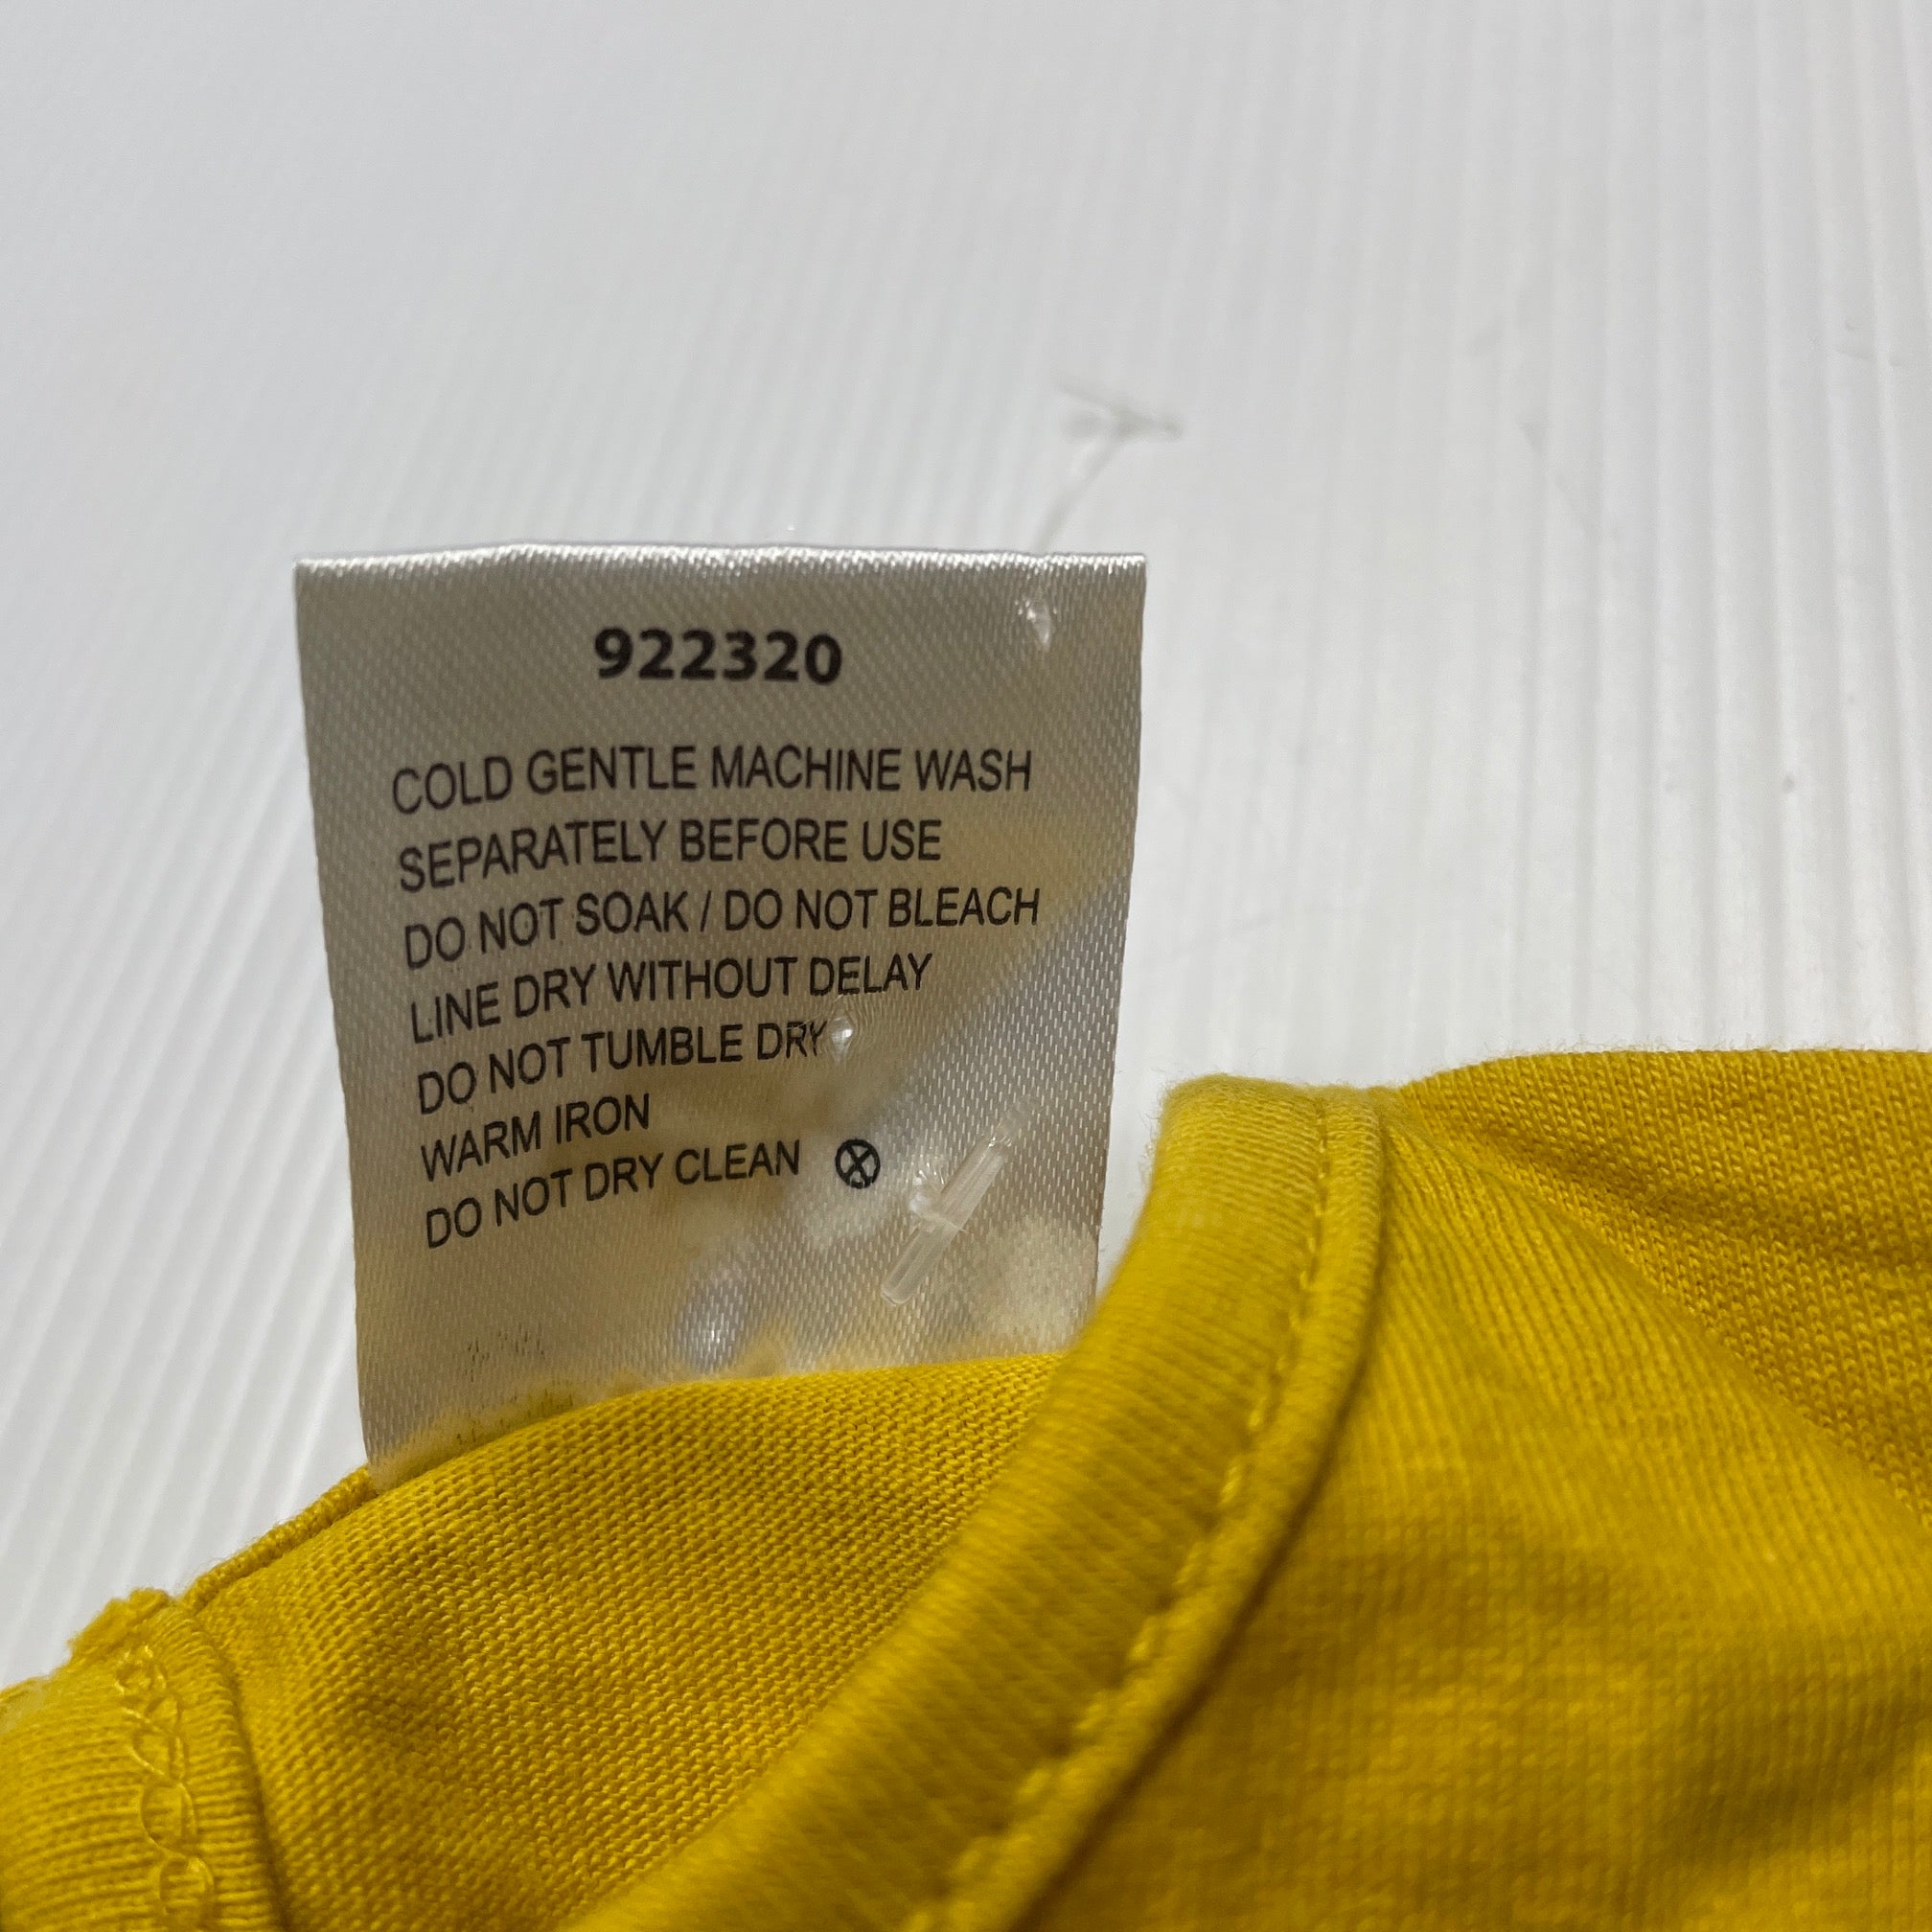 922320
COLD GENTLE MACHINE WASH
SEPARATELY BEFORE USE
DO NOT SOAK / DO NOT BLEACH
LINE DRY WITHOUT DELAY
DO NOT TUMBLE DRY
WARM IRON
DO NOT DRY CLEAN